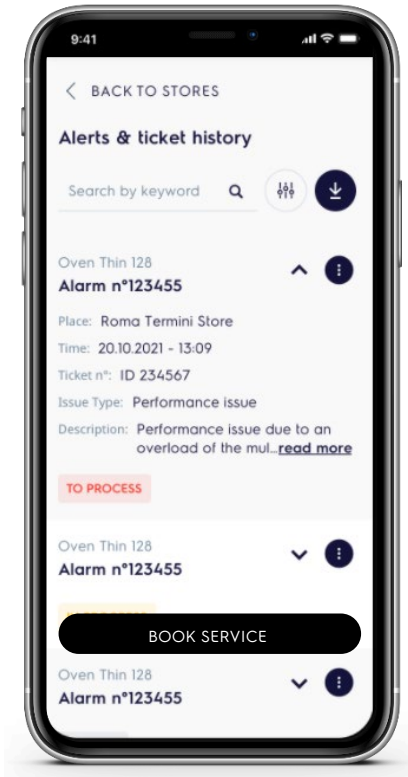 9:41
BACK TO STORES
Alerts & ticket history
Search by keyword
Oven Thin 128
Alarm n°123455
Place: Roma Termini Store
Time: 20.10.2021 - 13:09
Ticket n°: ID 234567
Issue Type: Performance issue
Description: Performance issue due to an
overload of the mul...read more
TO PROCESS
Oven Thin 128
Alarm n°123455
BOOK SERVICE
Oven Thin 128
Alarm n°123455